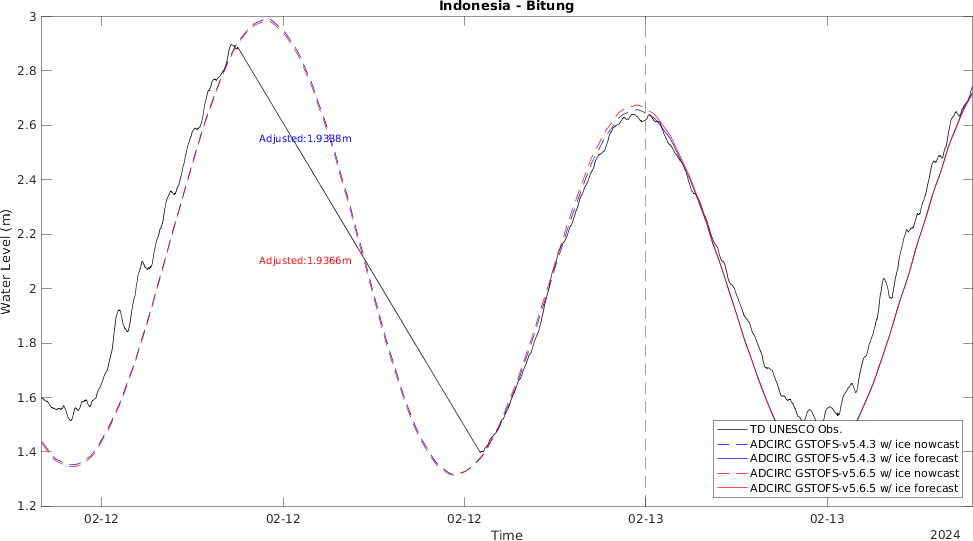 Indonesia - Bitung
Water Level (m)
3
2.8
2.6
2.4
2.2
2
1.8
1.6
1.4
1.2
Adjusted:1.9338m
Adjusted:1.9366m
TD UNESCO Obs.
ADCIRC GSTOFS-v5.4.3 w/ ice nowcast
ADCIRC GSTOFS-v5.4.3 w/ ice forecast
ADCIRC GSTOFS-v5.6.5 w/ ice nowcast
ADCIRC GSTOFS-v5.6.5 w/ ice forecast
02-12 02-12 02-12 02-13 02-13
Time
2024